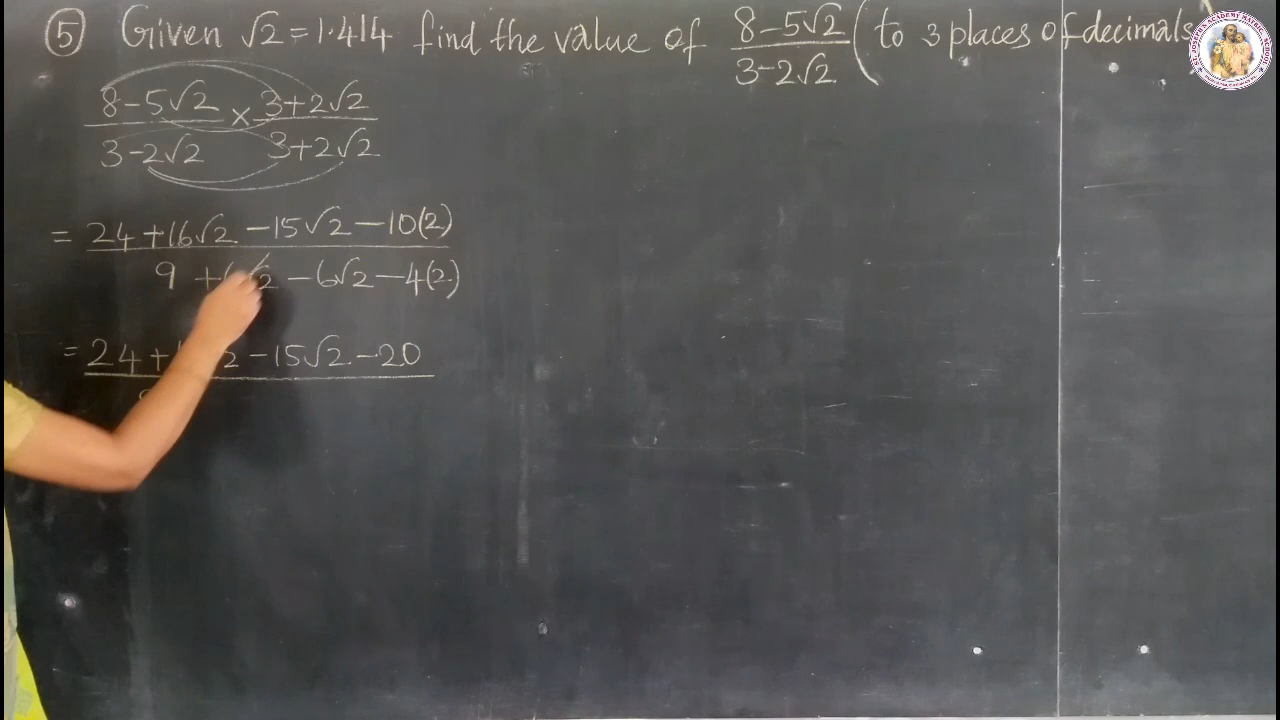 ⑤ Given √2 = 1.414 find the value of (8-5√2)/(3-2√2) (to 3 places of decimals)
(8-5√2)/(3-2√2) × (3+2√2)/(3+2√2)
= (24+16√2-15√2-10(2))/(9+6√2-6√2-4(2))
= 24+ √2-15√2-20